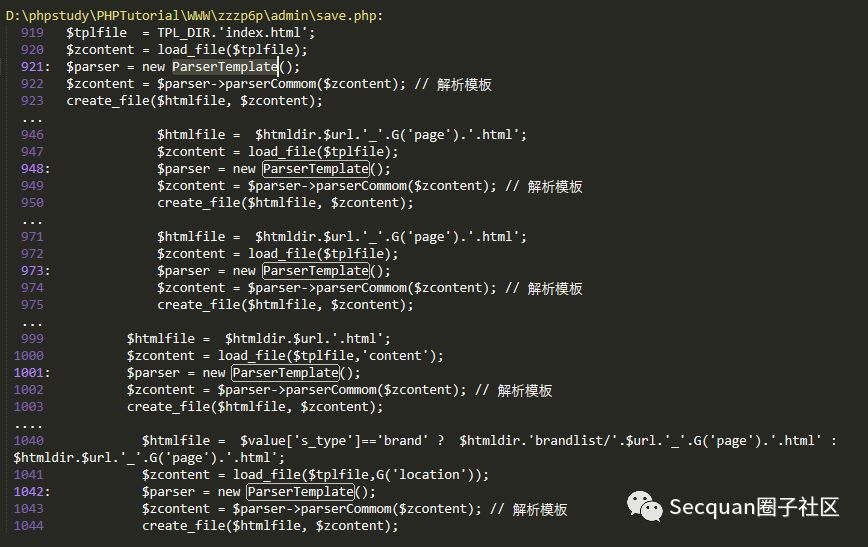 D:\phpstudy\PHPTutorial\WWW\zzzp6p\admin\save.php:
919 $tplfile  = TPL_DIR.'index.html';
920 $zcontent = load_file($tplfile);
921: $parser = new ParserTemplate();
922 $zcontent = $parser->parserCommom($zcontent); // 解析模板
923 create_file($htmlfile, $zcontent);
...
946 $htmlfile =  $htmldir.$url.'_'.G('page').'.html';
947 $zcontent = load_file($tplfile);
948: $parser = new ParserTemplate();
949 $zcontent = $parser->parserCommom($zcontent); // 解析模板
950 create_file($htmlfile, $zcontent);
...
971 $htmlfile =  $htmldir.$url.'_'.G('page').'.html';
972 $zcontent = load_file($tplfile);
973: $parser = new ParserTemplate();
974 $zcontent = $parser->parserCommom($zcontent); // 解析模板
975 create_file($htmlfile, $zcontent);
...
999 $htmlfile =  $htmldir.$url.'.html';
1000 $zcontent = load_file($tplfile,'content');
1001: $parser = new ParserTemplate();
1002 $zcontent = $parser->parserCommom($zcontent); // 解析模板
1003 create_file($htmlfile, $zcontent);
....
1040 $htmlfile =  $value['s_type']=='brand' ?  $htmldir.'brandlist/'.$url.'_'.G('page').'.html' :
$htmldir.$url.'_'.G('page').'.html';
1041 $zcontent = load_file($tplfile,G('location'));
1042: $parser = new ParserTemplate();
1043 $zcontent = $parser->parserCommom($zcontent); // 解析模板
1044 create_file($htmlfile, $zcontent);
Secquan圈子社区